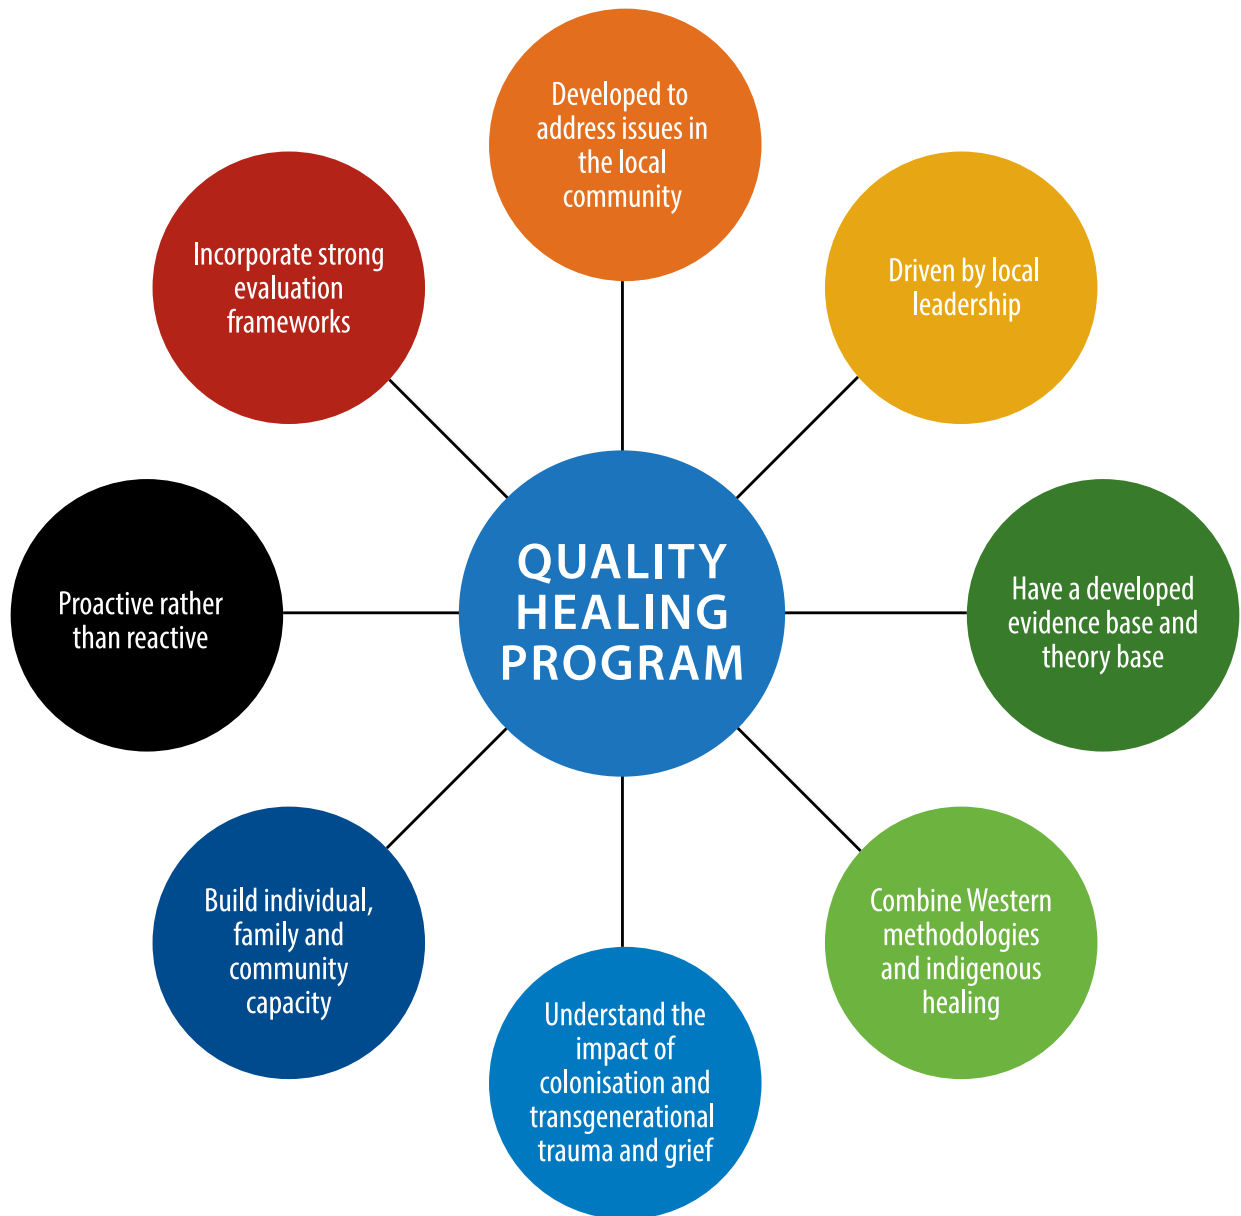 Developed to
address issues in
the local
community
Driven by local
leadership
Have a developed
evidence base and
theory base
Combine Western
methodologies
and indigenous
healing
Understand the
impact of
colonisation and
transgenerational
trauma and grief
Build individual,
family and
community
capacity
Proactive rather
than reactive
Incorporate strong
evaluation
frameworks
QUALITY
HEALING
PROGRAM